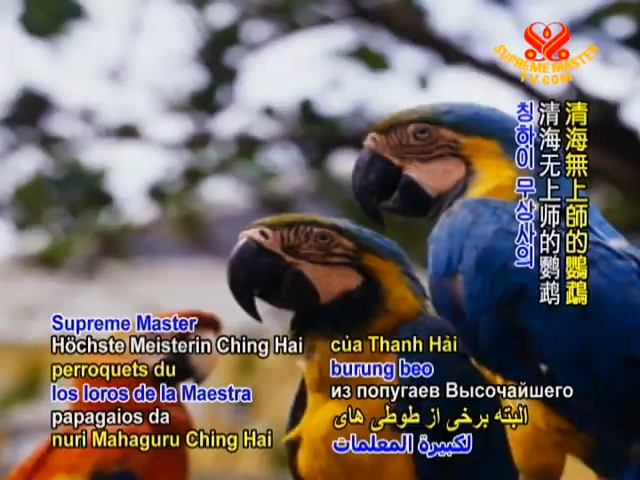 SUPREME MASTER
TV.COM
清海無上師的鸚鵡
清海无上师的鹦鹉
칭하이 무상사의
Supreme Master
Höchste Meisterin Ching Hai
perroquets du
los loros de la Maestra
papagaios da
nuri Mahaguru Ching Hai
của Thanh Hải
burung beo
из попугаев Высочайшего
البته برخی از طوطی های
لكبيرة المعلمات